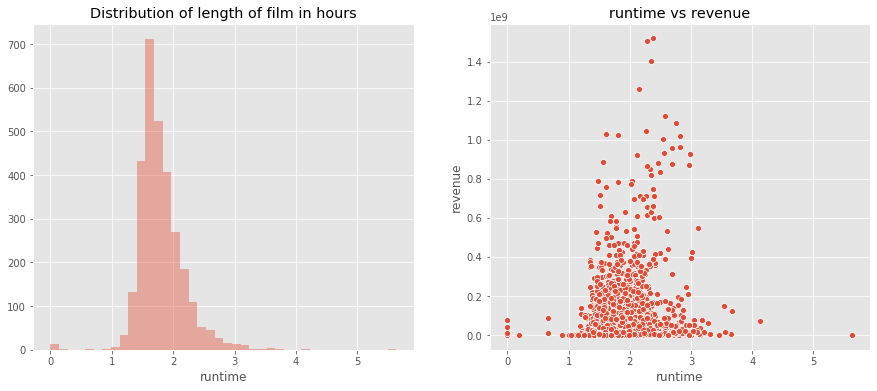 Distribution of length of film in hours
700
600
500
400
300
200
100
0
0 1 2 3 4 5
runtime
runtime vs revenue
1e9
1.4
1.2
1.0
0.8
0.6
0.4
0.2
0.0
revenue
0 1 2 3 4 5
runtime